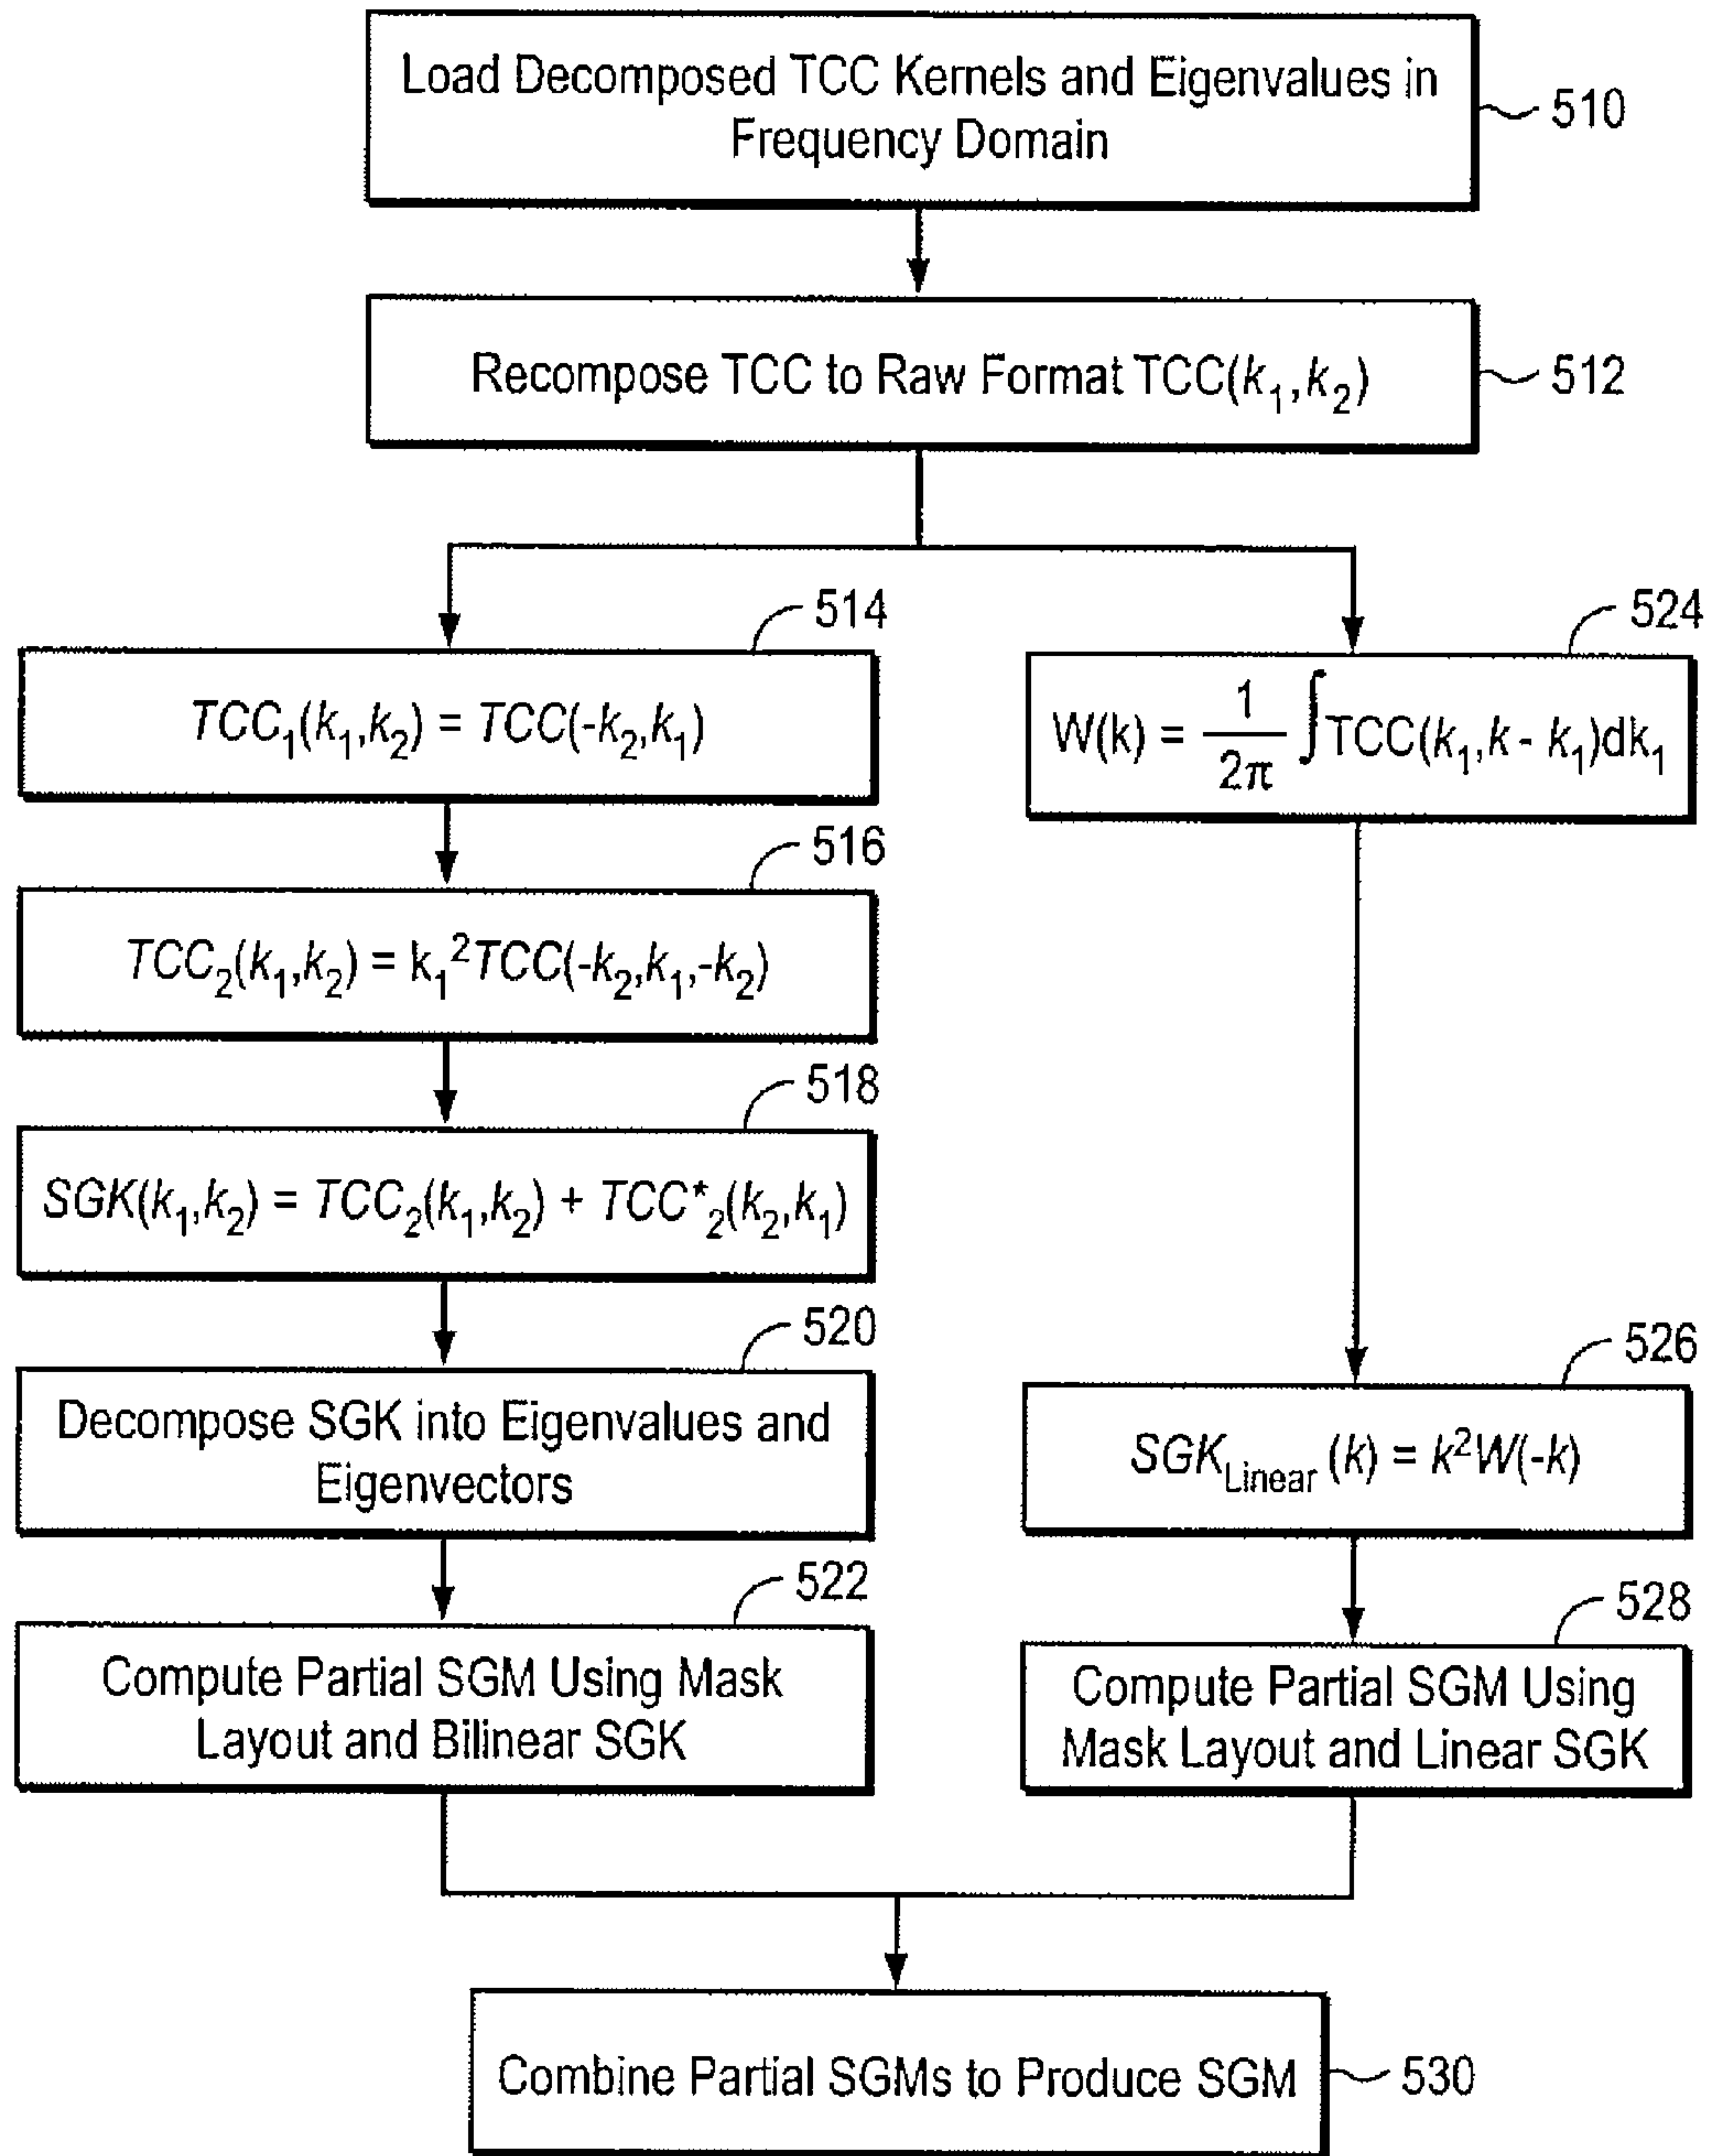 Load Decomposed TCC Kernels and Eigenvalues in
Frequency Domain
510
Recompose TCC to Raw Format TCC(k₁,k₂)
512
514
TCC₁(k₁,k₂) = TCC(-k₂,k₁)
516
TCC₂(k₁,k₂) = k₁²TCC(-k₂,k₁,-k₂)
518
SGK(k₁,k₂) = TCC₂(k₁,k₂) + TCC*₂(k₂,k₁)
520
Decompose SGK into Eigenvalues and
Eigenvectors
522
Compute Partial SGM Using Mask
Layout and Bilinear SGK
524
W(k) = 1/2π ∫TCC(k₁,k - k₁)dk₁
526
SGK_Linear (k) = k²W(-k)
528
Compute Partial SGM Using
Mask Layout and Linear SGK
Combine Partial SGMs to Produce SGM
530